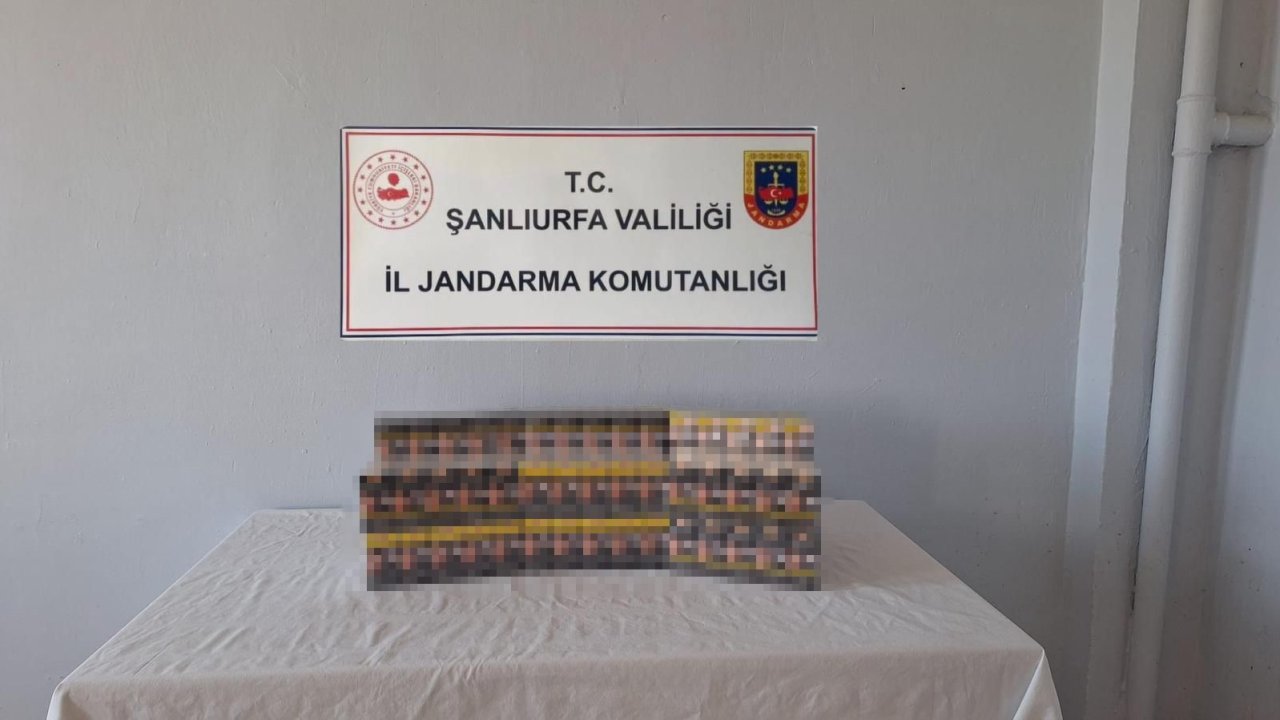 T.C.
ŞANLIURFA VALİLİĞİ
İL JANDARMA KOMUTANLIĞI
JANDARMA